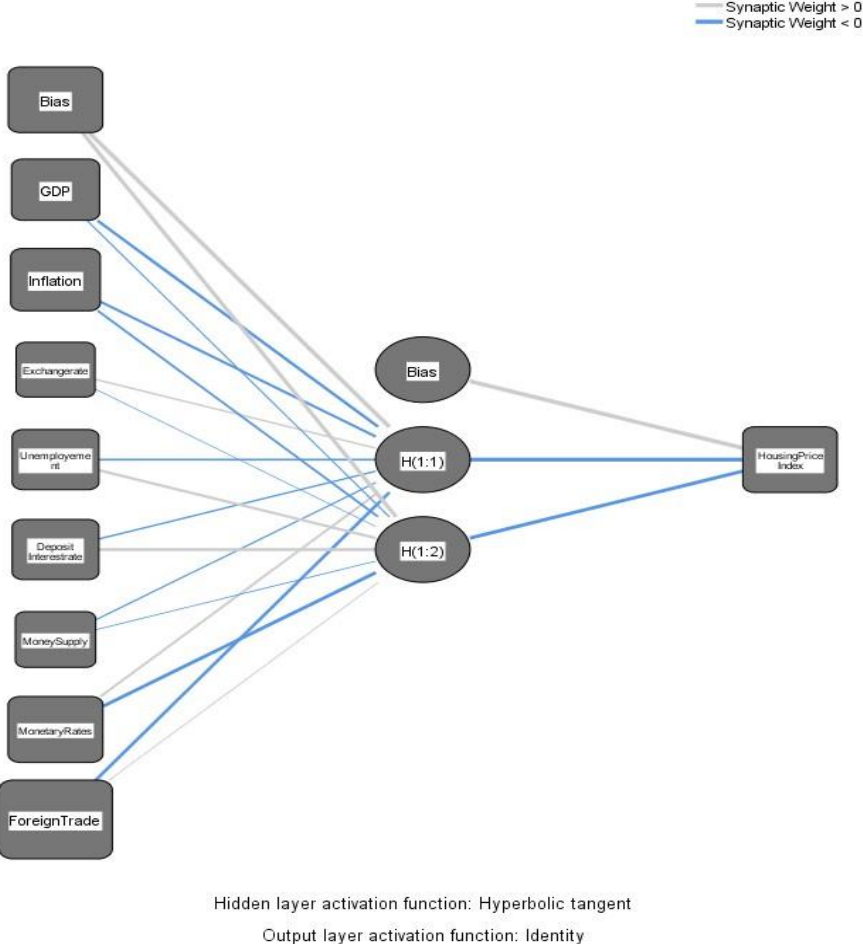 Synaptic Weight > 0
Synaptic Weight < 0
Bias
GDP
Inflation
Exchangerate
Unemployeme
nt
Deposit
Interestrate
MoneySupply
MonetaryRates
ForeignTrade
Bias
H(1:1)
H(1:2)
HousingPrice
Index
Hidden layer activation function: Hyperbolic tangent
Output layer activation function: Identity